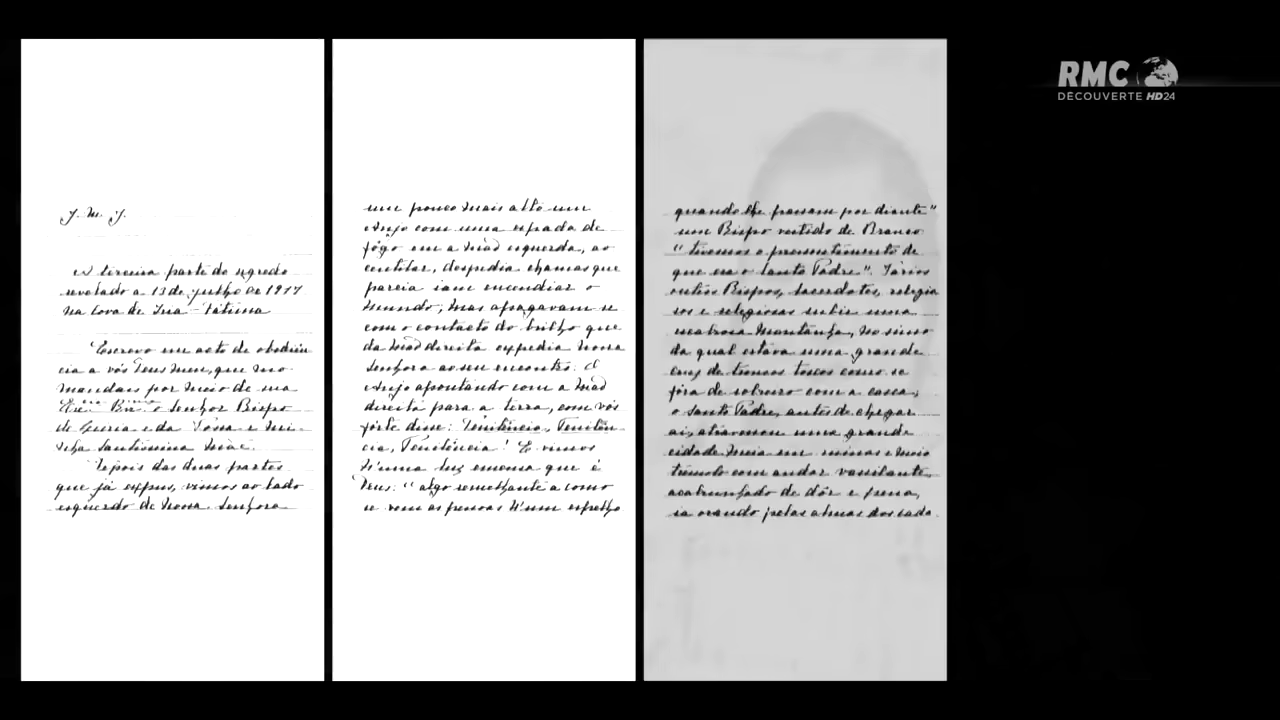 J. M. J.
A terceira parte do segredo
revelado a 13 de julho de 1917
na Cova da Iria-Fátima
Escrevo em acto de obediên
cia a vós Deus meu, que mo
mandais por meio de sua
Ex.cia Rev.ma o Senhor Bispo
de Leiria e da Vossa e mi-
nha Santíssima Mãe.
Depois das duas partes
que já expus, vimos ao lado
esquerdo de Nossa Senhora
um pouco mais alto um
Anjo com uma espada de
fôgo em a mão esquerda; ao
centilar, despedia chamas que
parecia iam encendiar o
mundo; mas apagavam-se
com o contacto do brilho que
da mão direita expedia Nossa
Senhora ao seu encontro: O
Anjo apontando com a mão
direita para a terra, com voz
forte disse: Penitência, Penitên-
cia, Penitência! E vimos
n'uma luz emensa que é
Deus: "algo semelhante a como
se vem as pessoas n'um espelho
quando lhe passam por diante"
um Bispo vestido de Branco
"tivemos o pressentimento de
que era o Santo Padre". Vários
outros Bispos, Sacerdotes, religio
sos e religiosas subir uma
escabrosa montanha, no simo
da qual estava uma grande
cruz de troncos toscos como se
fôra de sobreiro com a casca;
o Santo Padre, antes de chegar
aí, atravessou uma grande
cidade meia em ruinas e meio
trémulo com andar vacilante,
acabrunhado de dôr e pena,
ia orando pelas almas dos cada
RMC
DÉCOUVERTE HD24